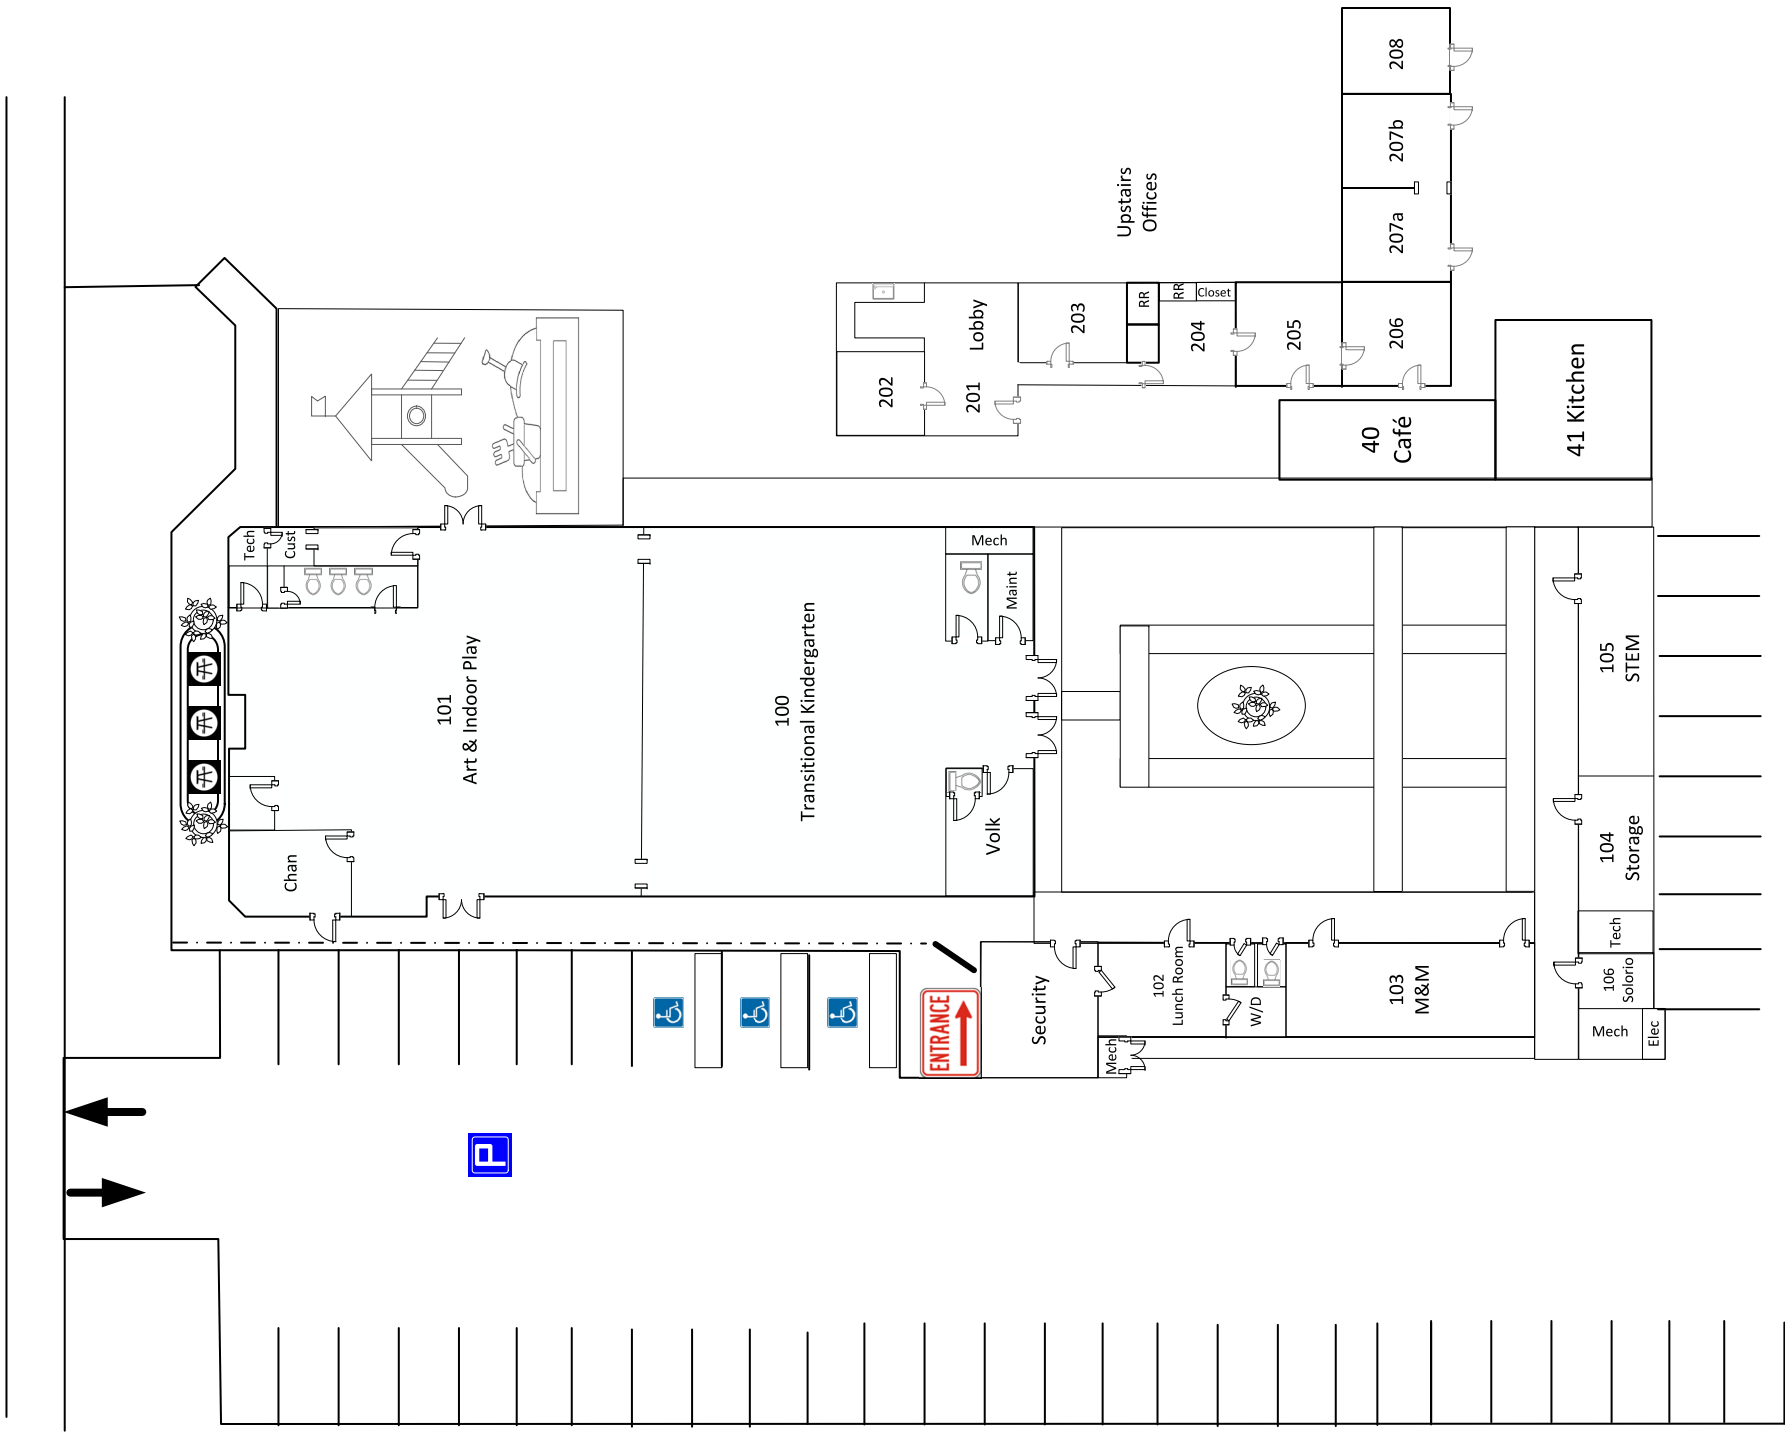 208
207b
207a
206
205
204
203
RR
RR
Closet
Upstairs
Offices
Lobby
202
201
40
Café
41 Kitchen
Tech
Cust
101
Art & Indoor Play
100
Transitional Kindergarten
Mech
Maint
Volk
Chan
105
STEM
104
Storage
Tech
106
Solorio
Mech
Elec
103
M&M
W/D
102
Lunch Room
Mech
Security
ENTRANCE
P